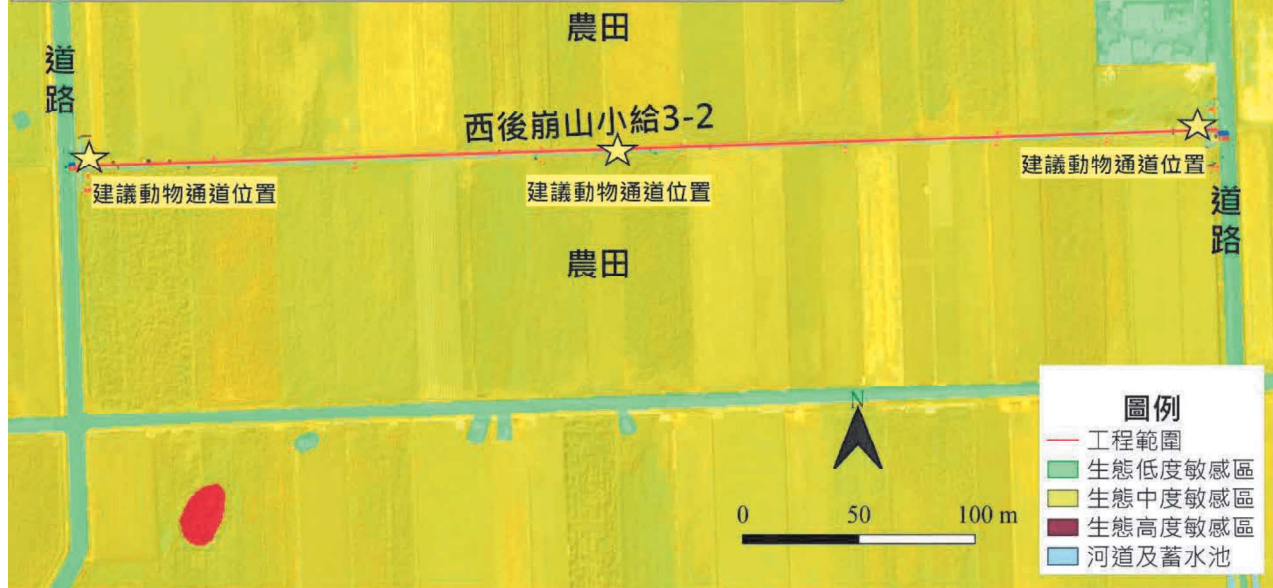 農田
道路
西後崩山小給3-2
建議動物通道位置
建議動物通道位置
建議動物通道位置
道路
農田
N
0 50 100 m
圖例
工程範圍
生態低度敏感區
生態中度敏感區
生態高度敏感區
河道及蓄水池